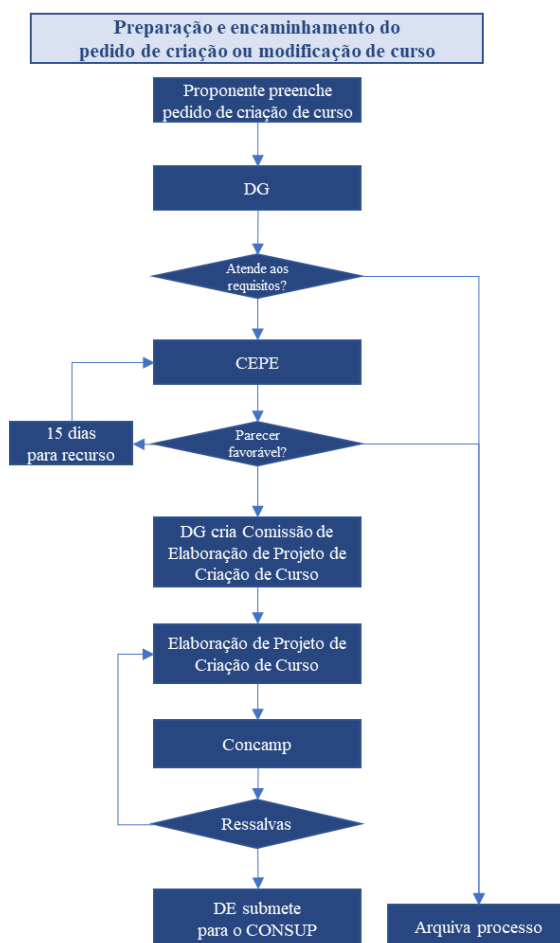 Preparação e encaminhamento do
pedido de criação ou modificação de curso
Proponente preenche
pedido de criação de curso
DG
Atende aos
requisitos?
CEPE
15 dias
para recurso
Parecer
favorável?
DG cria Comissão de
Elaboração de Projeto de
Criação de Curso
Elaboração de Projeto de
Criação de Curso
Concamp
Ressalvas
DE submete
para o CONSUP
Arquiva processo